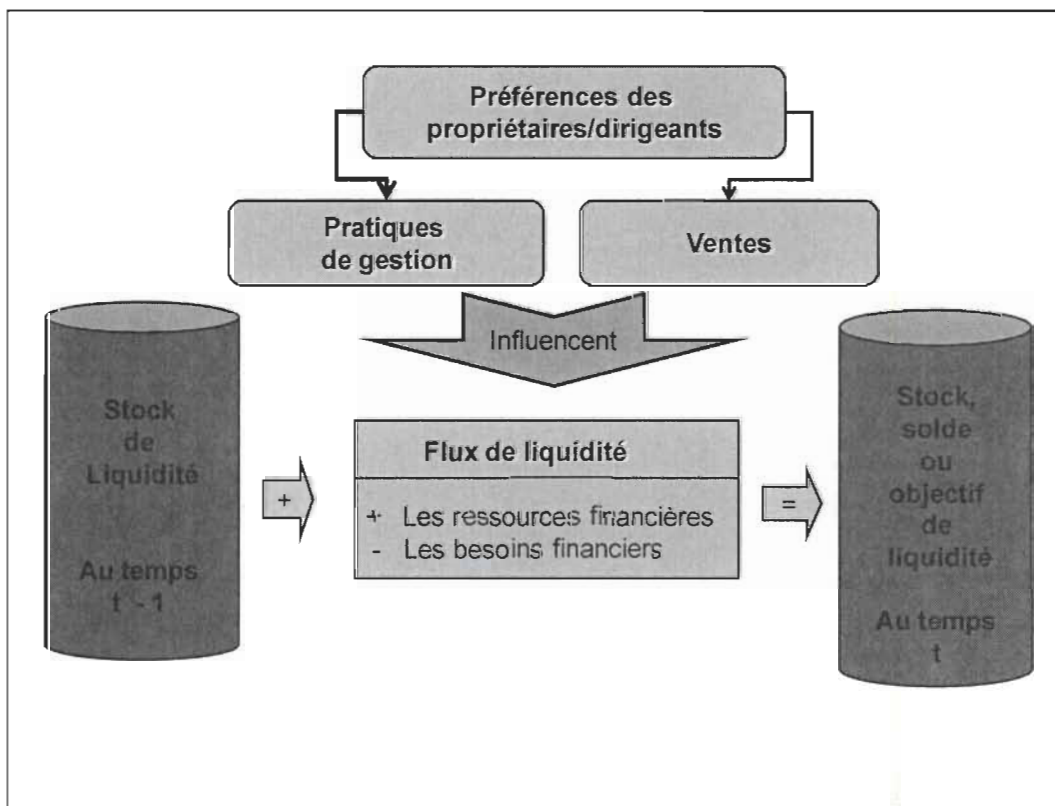 Préférences des
propriétaires/dirigeants
Pratiques
de gestion
Ventes
Influencent
Stock
de
Liquidité
Au temps
t - 1
+
Flux de liquidité
+ Les ressources financières
- Les besoins financiers
=
Stock,
solde
ou
objectif
de
liquidité
Au temps
t